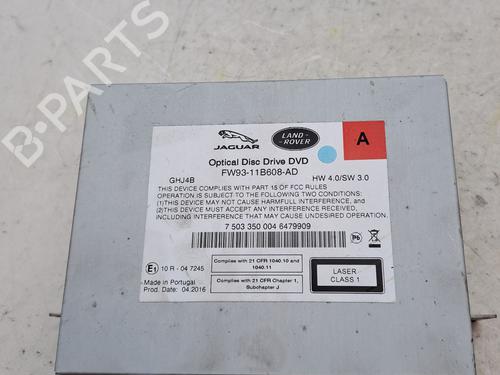 B-PARTS
JAGUAR
LAND-
ROVER
A
Optical Disc Drive DVD
FW93-11B608-AD
GHJ4B
HW 4.0/SW 3.0
THIS DEVICE COMPLIES WITH PART 15 OF FCC RULES
OPERATION IS SUBJECT TO THE FOLLOWING TWO CONDITIONS:
(1)THIS DEVICE MAY NOT CAUSE HARMFULL INTERFERENCE, AND
(2) THIS DEVICE MUST ACCEPT ANY INTERFERENCE RECEIVED,
INCLUDING INTERFERENCE THAT MAY CAUSE UNDESIRED OPERATION.
7 503 350 004 6479909
Pb
E1 10 R - 04 7245
Made in Portugal
Produc. Date: 04.2016
Complies with 21 CFR 1040.10 and
1040.11
Complies with 21 CFR Chapter 1,
Subchapter J
LASER
CLASS 1